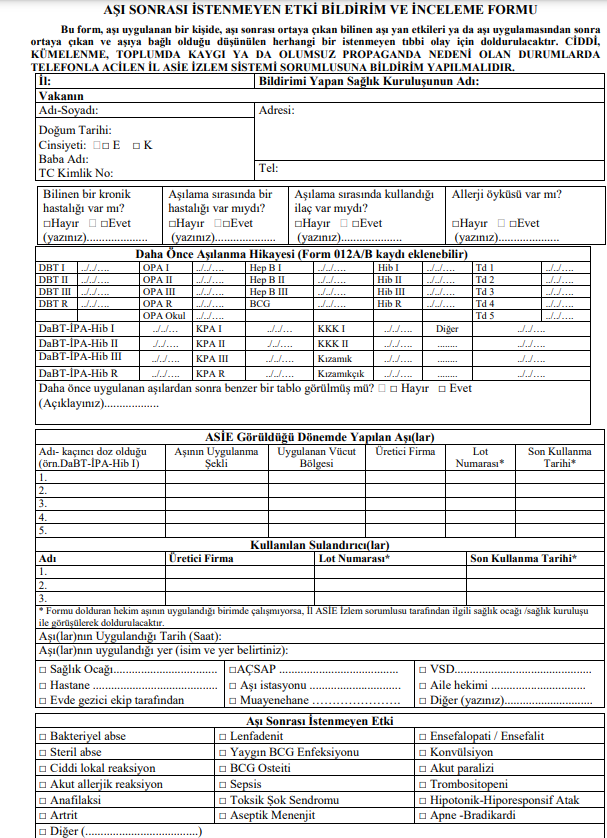 AŞI SONRASI İSTENMEYEN ETKİ BİLDİRİM VE İNCELEME FORMU
Bu form, aşı uygulanan bir kişide, aşı sonrası ortaya çıkan bilinen aşı yan etkileri ya da aşı uygulamasından sonra
ortaya çıkan ve aşıya bağlı olduğu düşünülen herhangi bir istenmeyen tıbbi olay için doldurulacaktır. CİDDİ,
KÜMELENME, TOPLUMDA KAYGI YA DA OLUMSUZ PROPAGANDA NEDENİ OLAN DURUMLARDA
TELEFONLA ACİLEN İL ASİE İZLEM SİSTEMİ SORUMLUSUNA BİLDİRİM YAPILMALIDIR.
İl: Bildirimi Yapan Sağlık Kuruluşunun Adı:
Vakanın
Adı-Soyadı: Adresi:
Doğum Tarihi:
Cinsiyeti: □□ E □ K
Baba Adı:
TC Kimlik No: Tel:
Bilinen bir kronik Aşılama sırasında bir Aşılama sırasında kullandığı Allerji öyküsü var mı?
hastalığı var mı? hastalığı var mıydı? ilaç var mıydı?
□Hayır □ □Evet □Hayır □□Evet □Hayır □ □Evet □Hayır □ □Evet
(yazınız).................... (yazınız).................... (yazınız).................... (yazınız)....................
Daha Önce Aşılanma Hikayesi (Form 012A/B kaydı eklenebilir)
DBT I ../../.... OPA I ../../.... Hep B I ../../.... Hib I ../../.... Td 1 ../../....
DBT II ../../.... OPA II ../../.... Hep B II ../../.... Hib II ../../.... Td 2 ../../....
DBT III ../../.... OPA III ../../.... Hep B III ../../.... Hib III ../../.... Td 3 ../../....
DBT R ../../.... OPA R ../../.... BCG ../../.... Hib R ../../.... Td 4 ../../....
OPA Okul ../../.... Td 5 ../../....
DaBT-İPA-Hib I ../../... KPA I ../../... KKK I ../../.... Diğer ../../....
DaBT-İPA-Hib II ../../.... KPA II ../../.... KKK II ../../.... ........ ../../....
DaBT-İPA-Hib III ../../.... KPA III ../../.... Kızamık ../../.... ........ ../../....
DaBT-İPA-Hib R ../../.... KPA R ../../.... Kızamıkçık ../../.... ........ ../../....
Daha önce uygulanan aşılardan sonra benzer bir tablo görülmüş mü? □ □ Hayır □ Evet
(Açıklayınız)..................
ASİE Görüldüğü Dönemde Yapılan Aşı(lar)
Adı- kaçıncı doz olduğu Aşının Uygulanma Uygulanan Vücut Üretici Firma Lot Son Kullanma
(örn.DaBT-İPA-Hib I) Şekli Bölgesi Numarası* Tarihi*
1.
2.
3.
4.
5.
Kullanılan Sulandırıcı(lar)
Adı Üretici Firma Lot Numarası* Son Kullanma Tarihi*
1.
2.
3.
* Formu dolduran hekim aşının uygulandığı birimde çalışmıyorsa, İl ASİE İzlem sorumlusu tarafından ilgili sağlık ocağı /sağlık kuruluşu
ile görüşülerek doldurulacaktır.
Aşı(lar)nın Uygulandığı Tarih (Saat):
Aşı(lar)nın uygulandığı yer (isim ve yer belirtiniz):
□ Sağlık Ocağı.................................. □AÇSAP ...................................... □ VSD..........................................
□ Hastane ........................................ □ Aşı istasyonu .............................. □ Aile hekimi ................................
□ Evde gezici ekip tarafından □ Muayenehane ........................ □ Diğer (yazınız)............................
Aşı Sonrası İstenmeyen Etki
□ Bakteriyel abse □ Lenfadenit □ Ensefalopati / Ensefalit
□ Steril abse □ Yaygın BCG Enfeksiyonu □ Konvülsiyon
□ Ciddi lokal reaksiyon □ BCG Osteiti □ Akut paralizi
□ Akut allerjik reaksiyon □ Sepsis □ Trombositopeni
□ Anafilaksi □ Toksik Şok Sendromu □ Hipotonik-Hiporesponsif Atak
□ Artrit □ Aseptik Menenjit □ Apne -Bradikardi
□ Diğer (....................................)